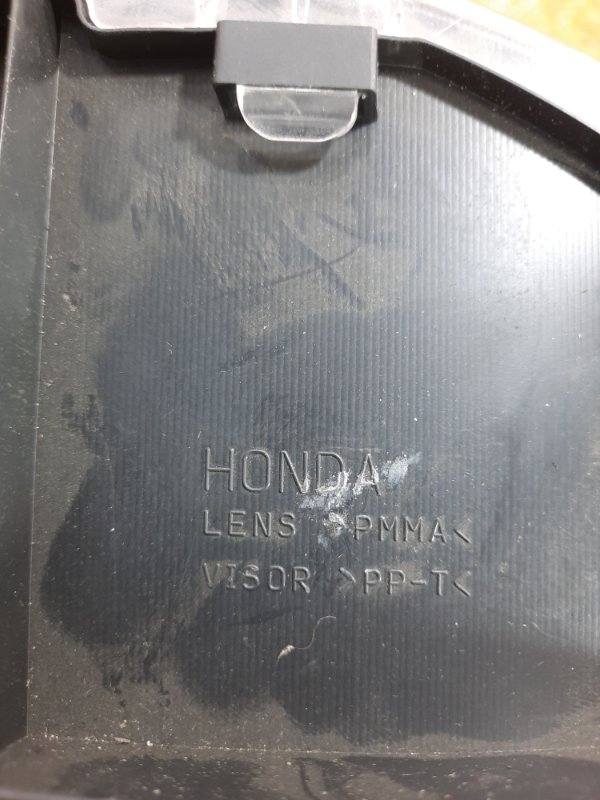 HONDA
LENS >PMMA<
VISOR >PP-T<